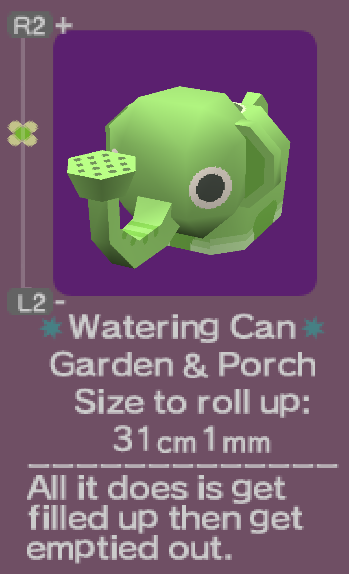 R2 +
L2 -
Watering Can
Garden & Porch
Size to roll up:
31cm1mm
All it does is get
filled up then get
emptied out.